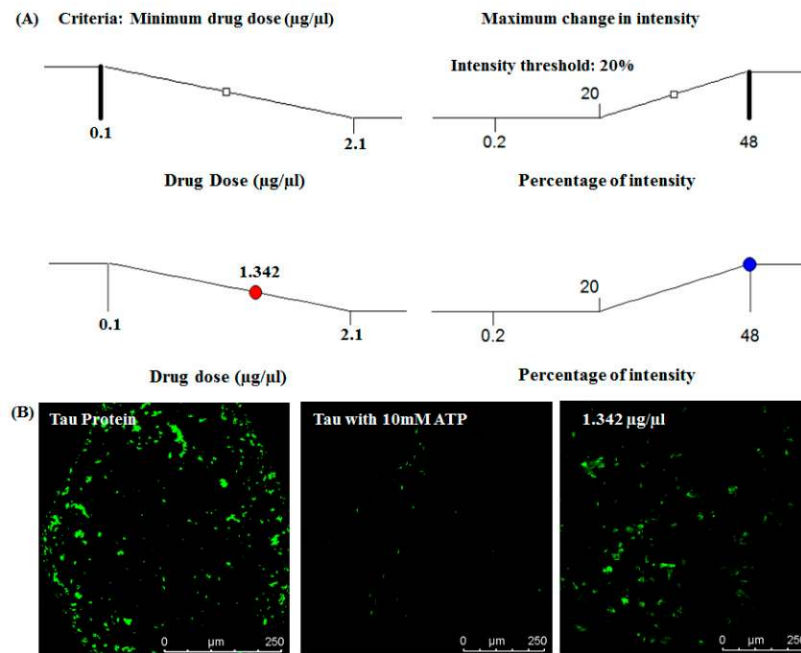 (A) Criteria: Minimum drug dose (µg/µl) Maximum change in intensity
Intensity threshold: 20%
0.1 2.1 0.2 20 48
Drug Dose (µg/µl) Percentage of intensity
1.342
0.1 2.1 0.2 20 48
Drug dose (µg/µl) Percentage of intensity
(B) Tau Protein Tau with 10mM ATP 1.342 µg/µl
0 µm 250 0 µm 250 0 µm 250